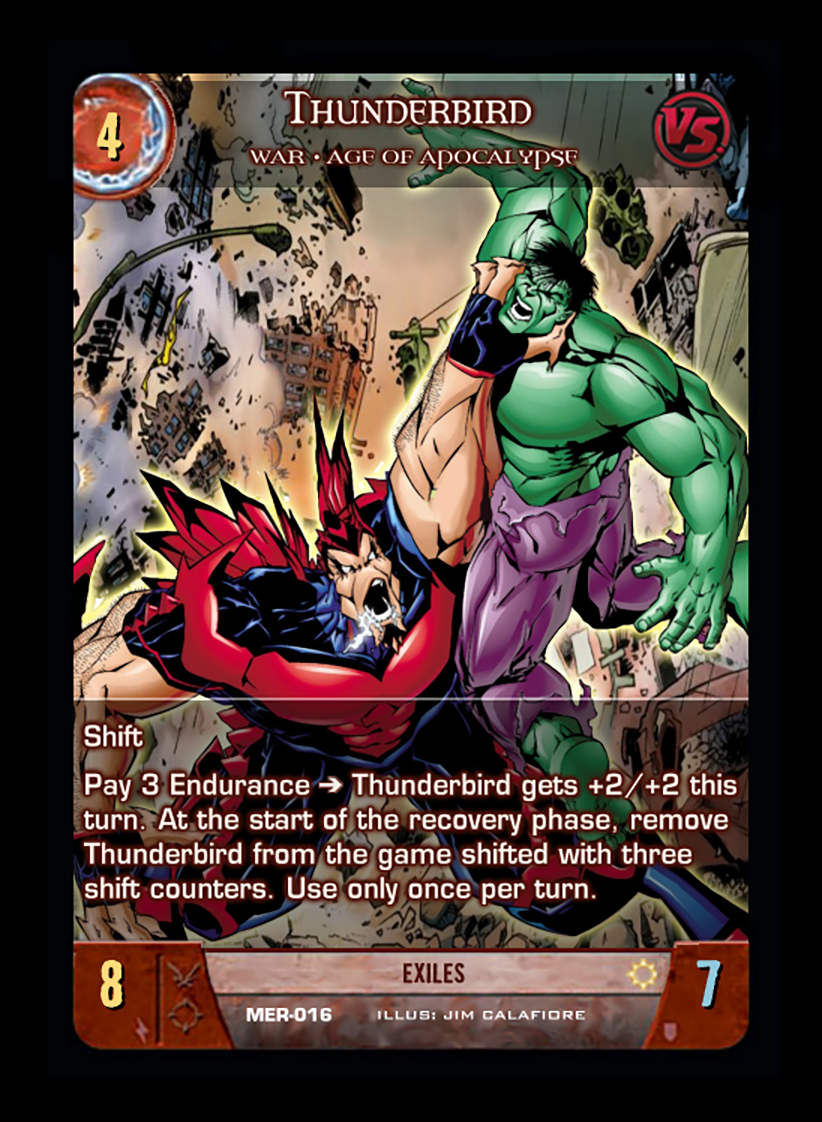 4
THUNDERBIRD
VS.
WAR • AGE OF APOCALYPSE
Shift
Pay 3 Endurance ➔ Thunderbird gets +2/+2 this
turn. At the start of the recovery phase, remove
Thunderbird from the game shifted with three
shift counters. Use only once per turn.
8
EXILES
7
MER-016 ILLUS: JIM CALAFIORE